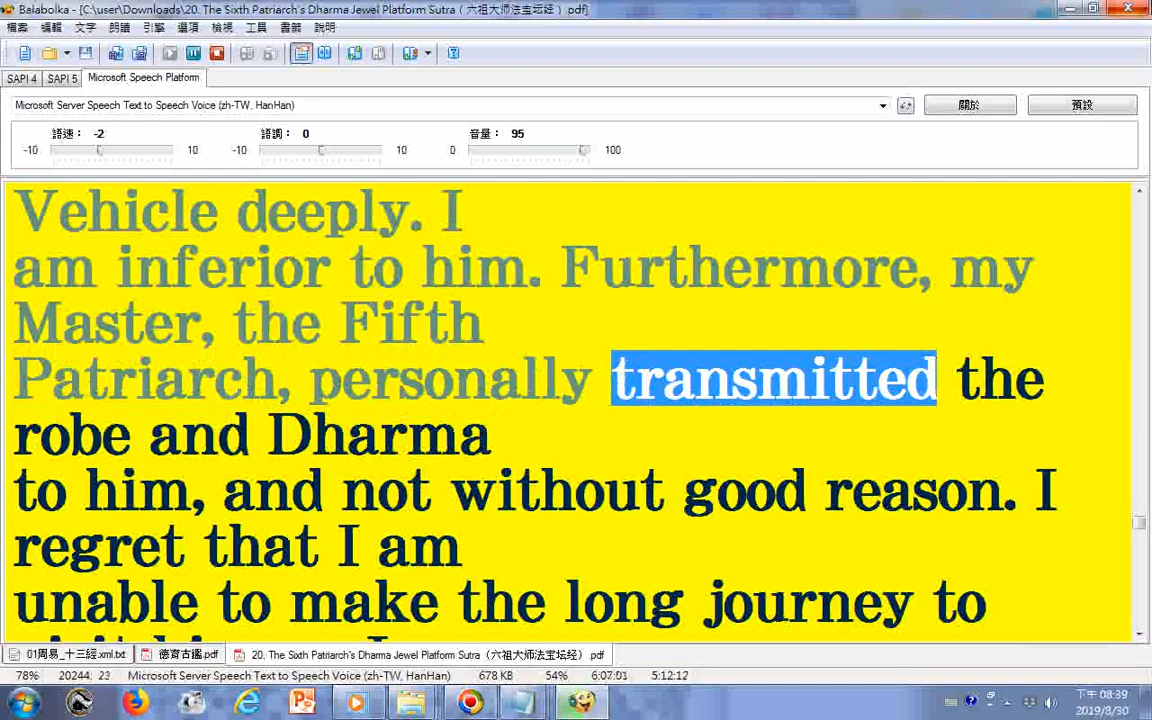 Balabolka - [C:\user\Downloads\20. The Sixth Patriarch's Dharma Jewel Platform Sutra（六祖大师法宝坛经）pdf]
檔案 編輯 文字 朗讀 引擎 選項 檢視 工具 書籤 說明
SAPI 4 SAPI 5 Microsoft Speech Platform
Microsoft Server Speech Text to Speech Voice (zh-TW, HanHan) 關於 預設
語速： -2 語調： 0 音量： 95
-10 10 -10 10 0 100
Vehicle deeply. I
am inferior to him. Furthermore, my
Master, the Fifth
Patriarch, personally transmitted the
robe and Dharma
to him, and not without good reason. I
regret that I am
unable to make the long journey to
01周易_十三經.xml.txt 德育古鑑.pdf 20. The Sixth Patriarch's Dharma Jewel Platform Sutra（六祖大师法宝坛经）pdf
78% 20244: 23 Microsoft Server Speech Text to Speech Voice (zh-TW, HanHan) 678 KB 54% 6:07:01 5:12:12
下午 08:39
2019/8/30